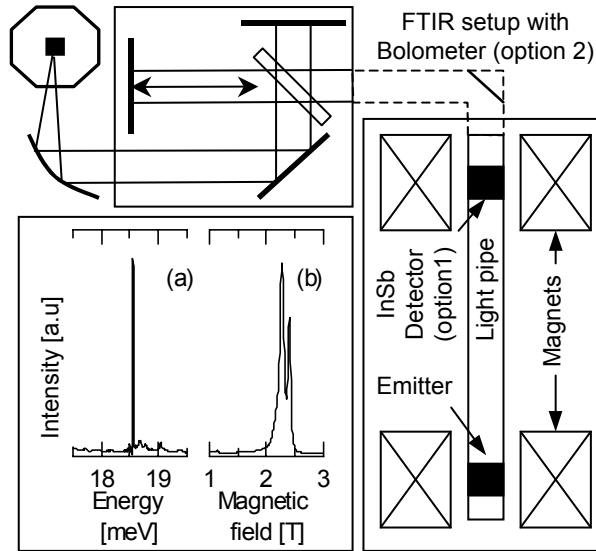 FTIR setup with
Bolometer (option 2)
InSb
Detector
(option1)
Light pipe
Magnets
Emitter
(a)
(b)
Intensity [a.u]
18
19
1
2
3
Energy
[meV]
Magnetic
field [T]